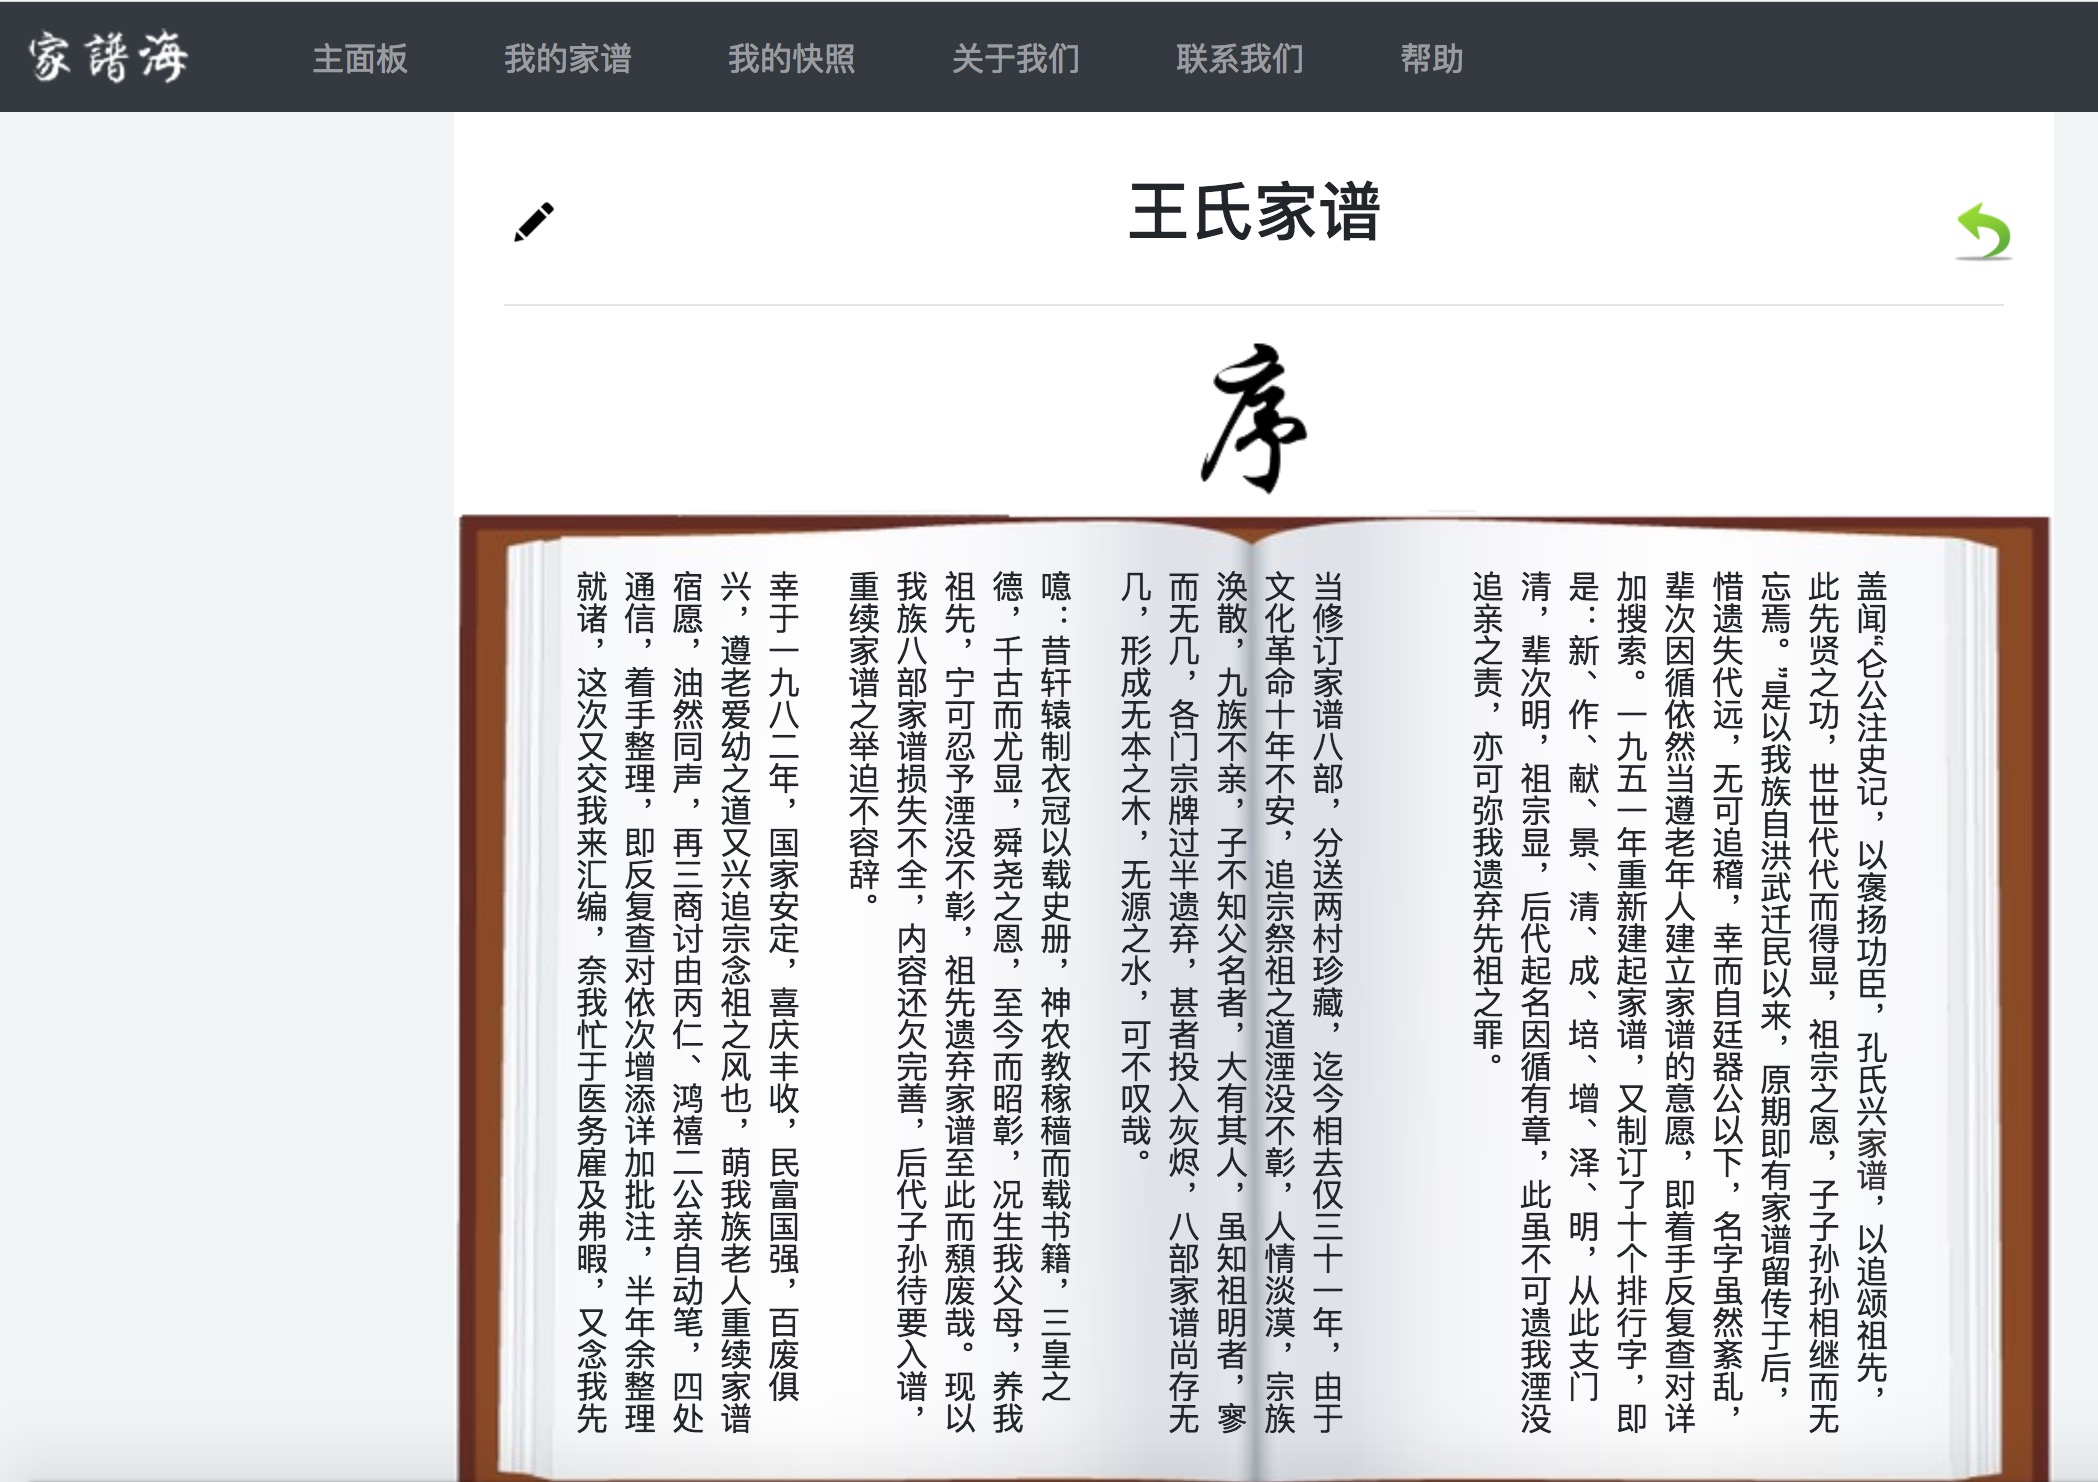 家譜海
主面板
我的家谱
我的快照
关于我们
联系我们
帮助
王氏家谱
序
盖闻“仑公注史记，以褒扬功臣，孔氏兴家谱，以追颂祖先，
此先贤之功，世世代代而得显，祖宗之恩，子子孙孙相继而无
忘焉。”是以我族自洪武迁民以来，原期即有家谱留传于后，
惜遗失代远，无可追稽，幸而自廷器公以下，名字虽然紊乱，
辈次因循依然当遵老年人建立家谱的意愿，即着手反复查对详
加搜索。一九五一年重新建起家谱，又制订了十个排行字，即
是：新、作、献、景、清、成、培、增、泽、明，从此支门
清，辈次明，祖宗显，后代起名因循有章，此虽不可遗我湮没
追亲之责，亦可弥我遗弃先祖之罪。
当修订家谱八部，分送两村珍藏，迄今相去仅三十一年，由于
文化革命十年不安，追宗祭祖之道湮没不彰，人情淡漠，宗族
涣散，九族不亲，子不知父名者，大有其人，虽知祖明者，寥
而无几，各门宗牌过半遗弃，甚者投入灰烬，八部家谱尚存无
几，形成无本之木，无源之水，可不叹哉。
噫：昔轩辕制衣冠以载史册，神农教稼穑而载书籍，三皇之
德，千古而尤显，舜尧之恩，至今而昭彰，况生我父母，养我
祖先，宁可忍予湮没不彰，祖先遗弃家谱至此而颓废哉。现以
我族八部家谱损失不全，内容还欠完善，后代子孙待要入谱，
重续家谱之举迫不容辞。
幸于一九八二年，国家安定，喜庆丰收，民富国强，百废俱
兴，遵老爱幼之道又兴追宗念祖之风也，萌我族老人重续家谱
宿愿，油然同声，再三商讨由丙仁、鸿禧二公亲自动笔，四处
通信，着手整理，即反复查对依次增添详加批注，半年余整理
就诸，这次又交我来汇编，奈我忙于医务雇及弗暇，又念我先